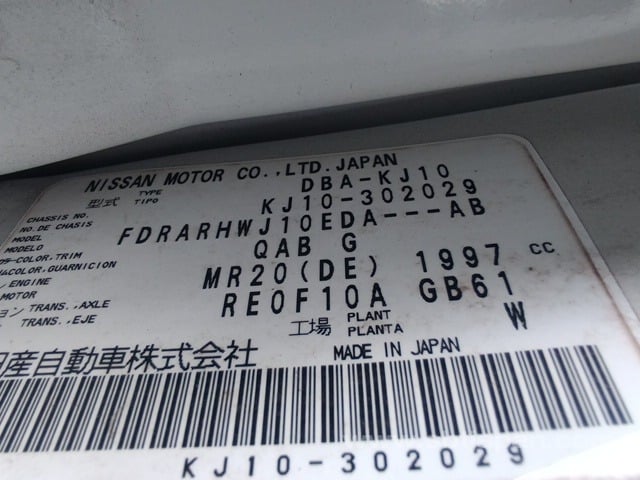 NISSAN MOTOR CO.,LTD.JAPAN
型式 TYPE TIPO DBA-KJ10
CHASSIS NO. NO. DE CHASIS KJ10-302029
MODEL MODELO FDRARHWJ10EDA---AB
COLOR, TRIM COLOR, GUARNICION QAB G
ENGINE MOTOR MR20(DE) 1997 cc
TRANS.,AXLE TRANS.,EJE RE0F10A GB61
工場 PLANT PLANTA W
産自動車株式会社 MADE IN JAPAN
KJ10-302029